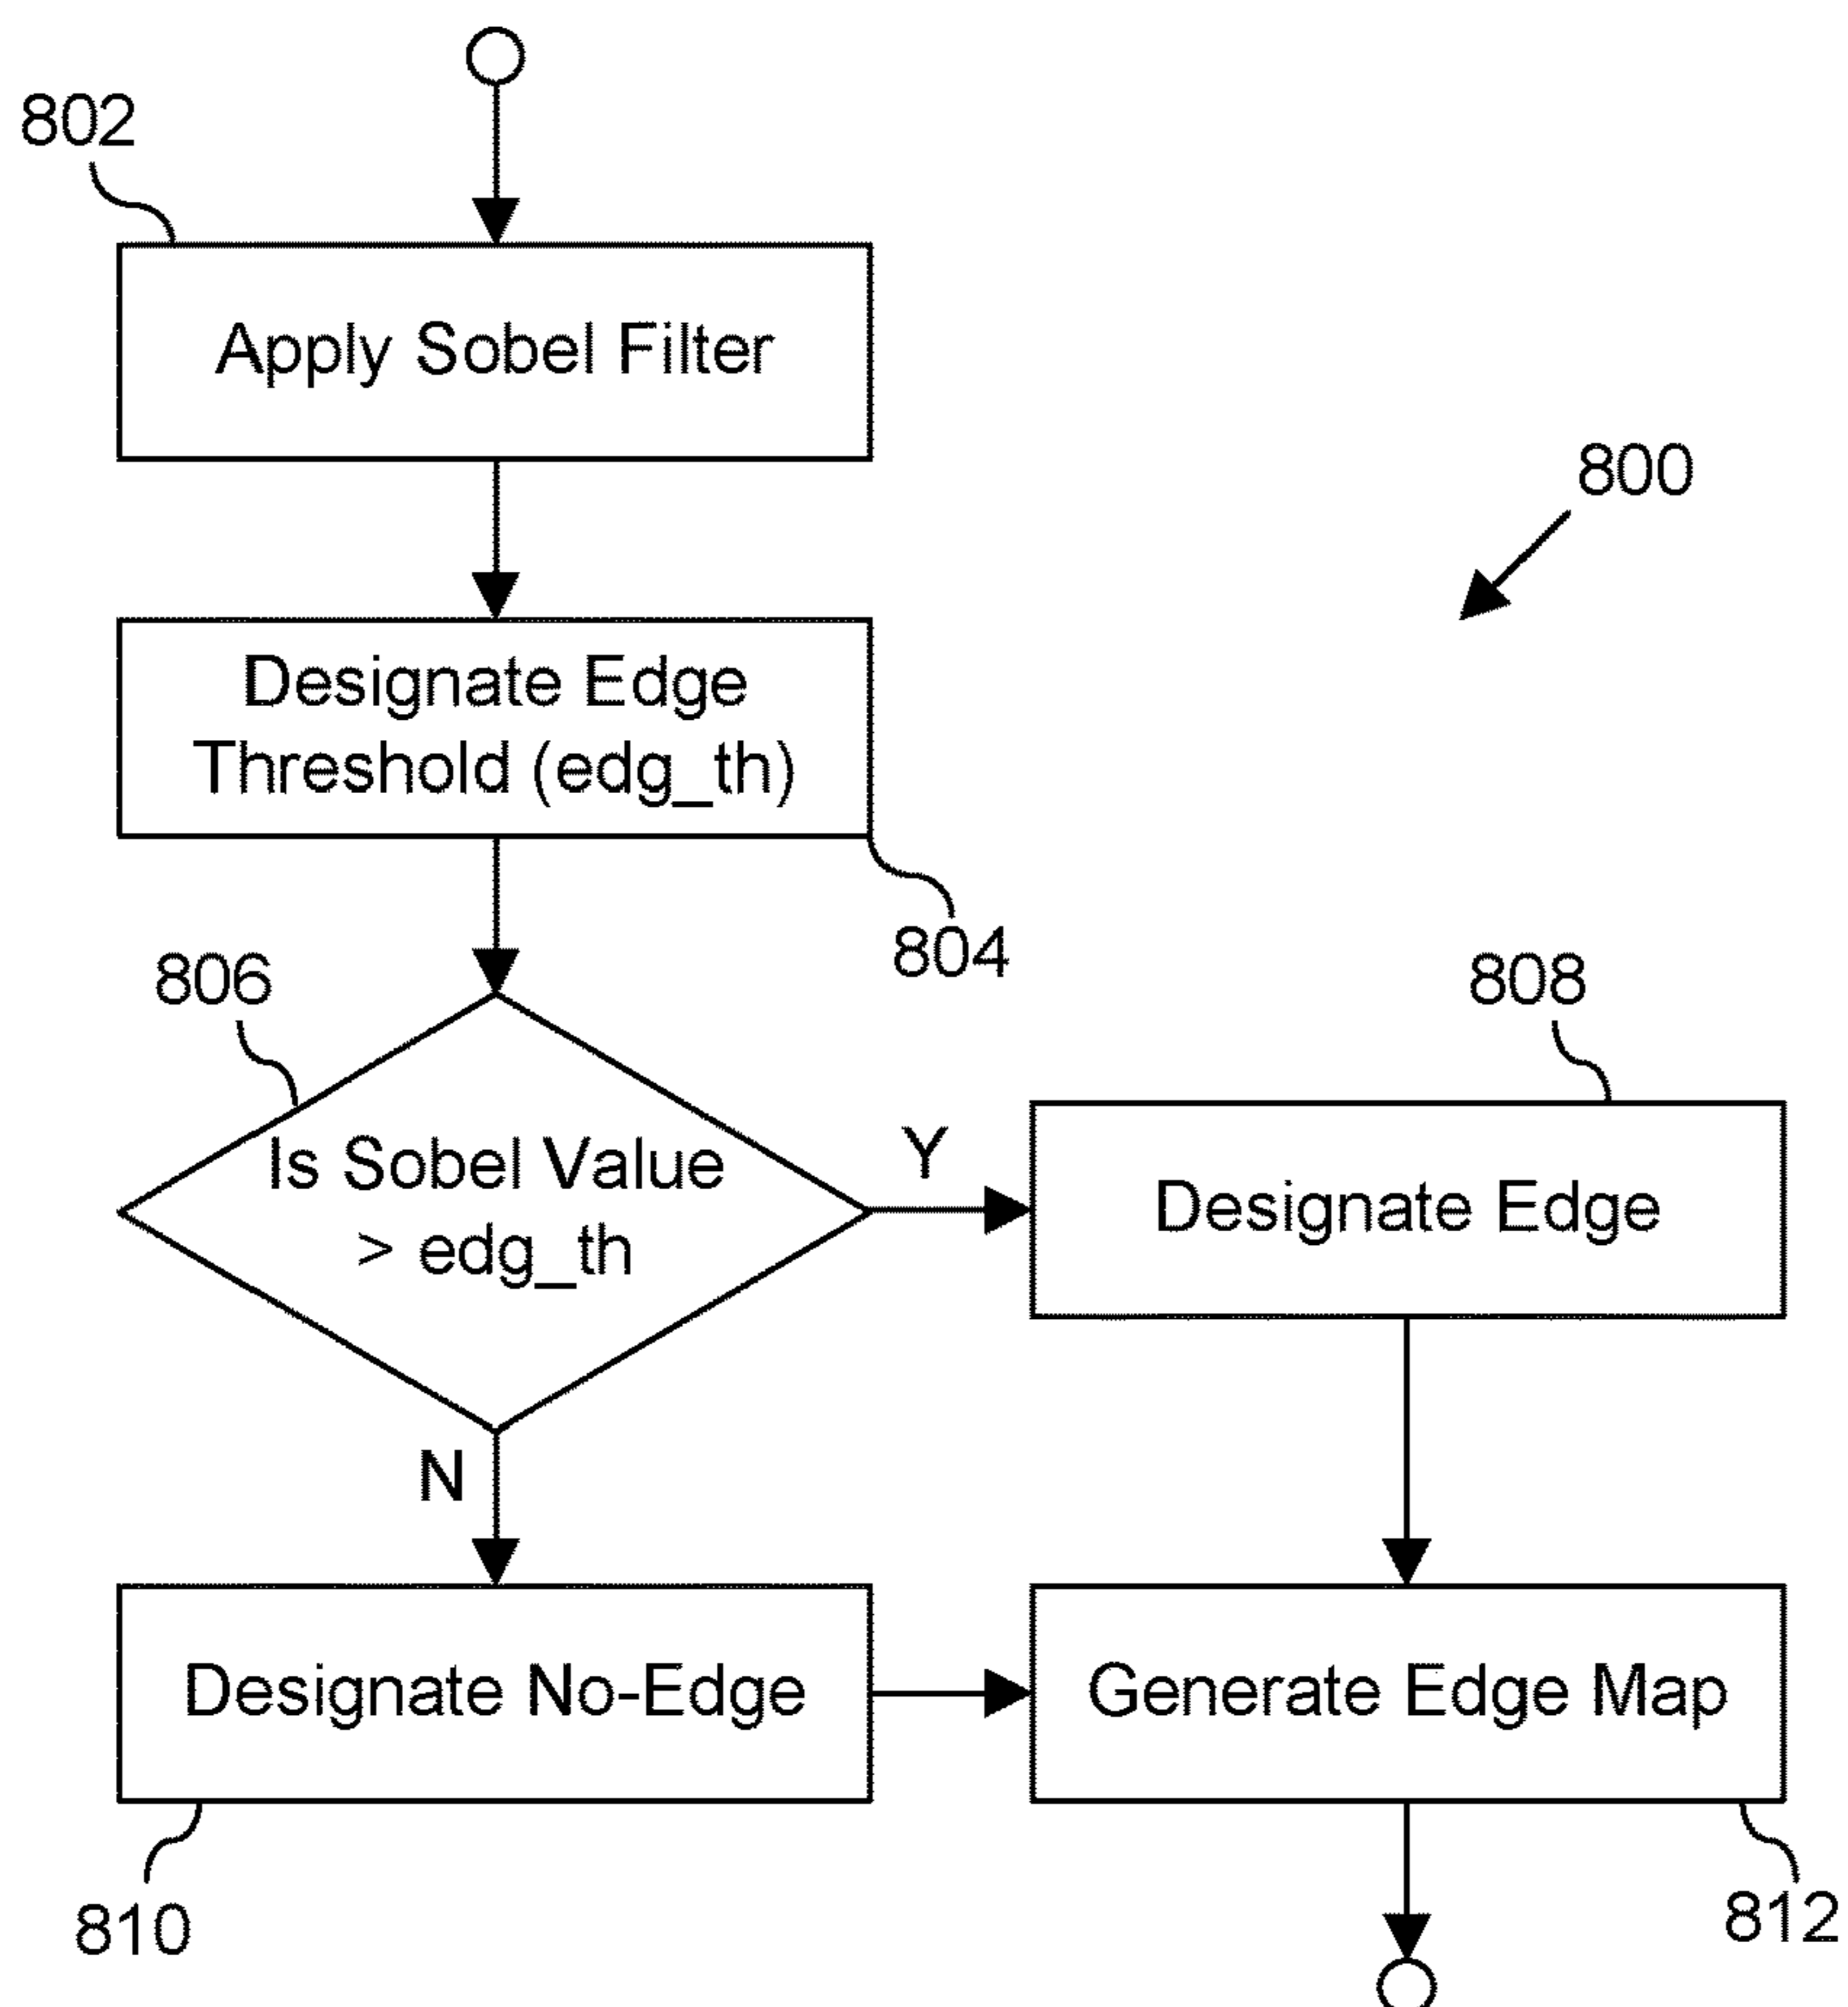 802
Apply Sobel Filter
800
Designate Edge
Threshold (edg_th)
804
806
808
Is Sobel Value
> edg_th
Y
Designate Edge
N
Designate No-Edge
Generate Edge Map
810
812